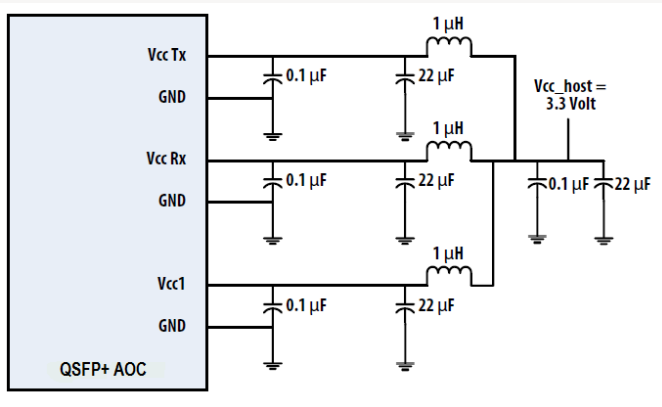 1 µH
Vcc Tx
0.1 µF
22 µF
Vcc_host =
3.3 Volt
GND
1 µH
Vcc Rx
0.1 µF
22 µF
0.1 µF
22 µF
GND
1 µH
Vcc1
0.1 µF
22 µF
GND
QSFP+ AOC